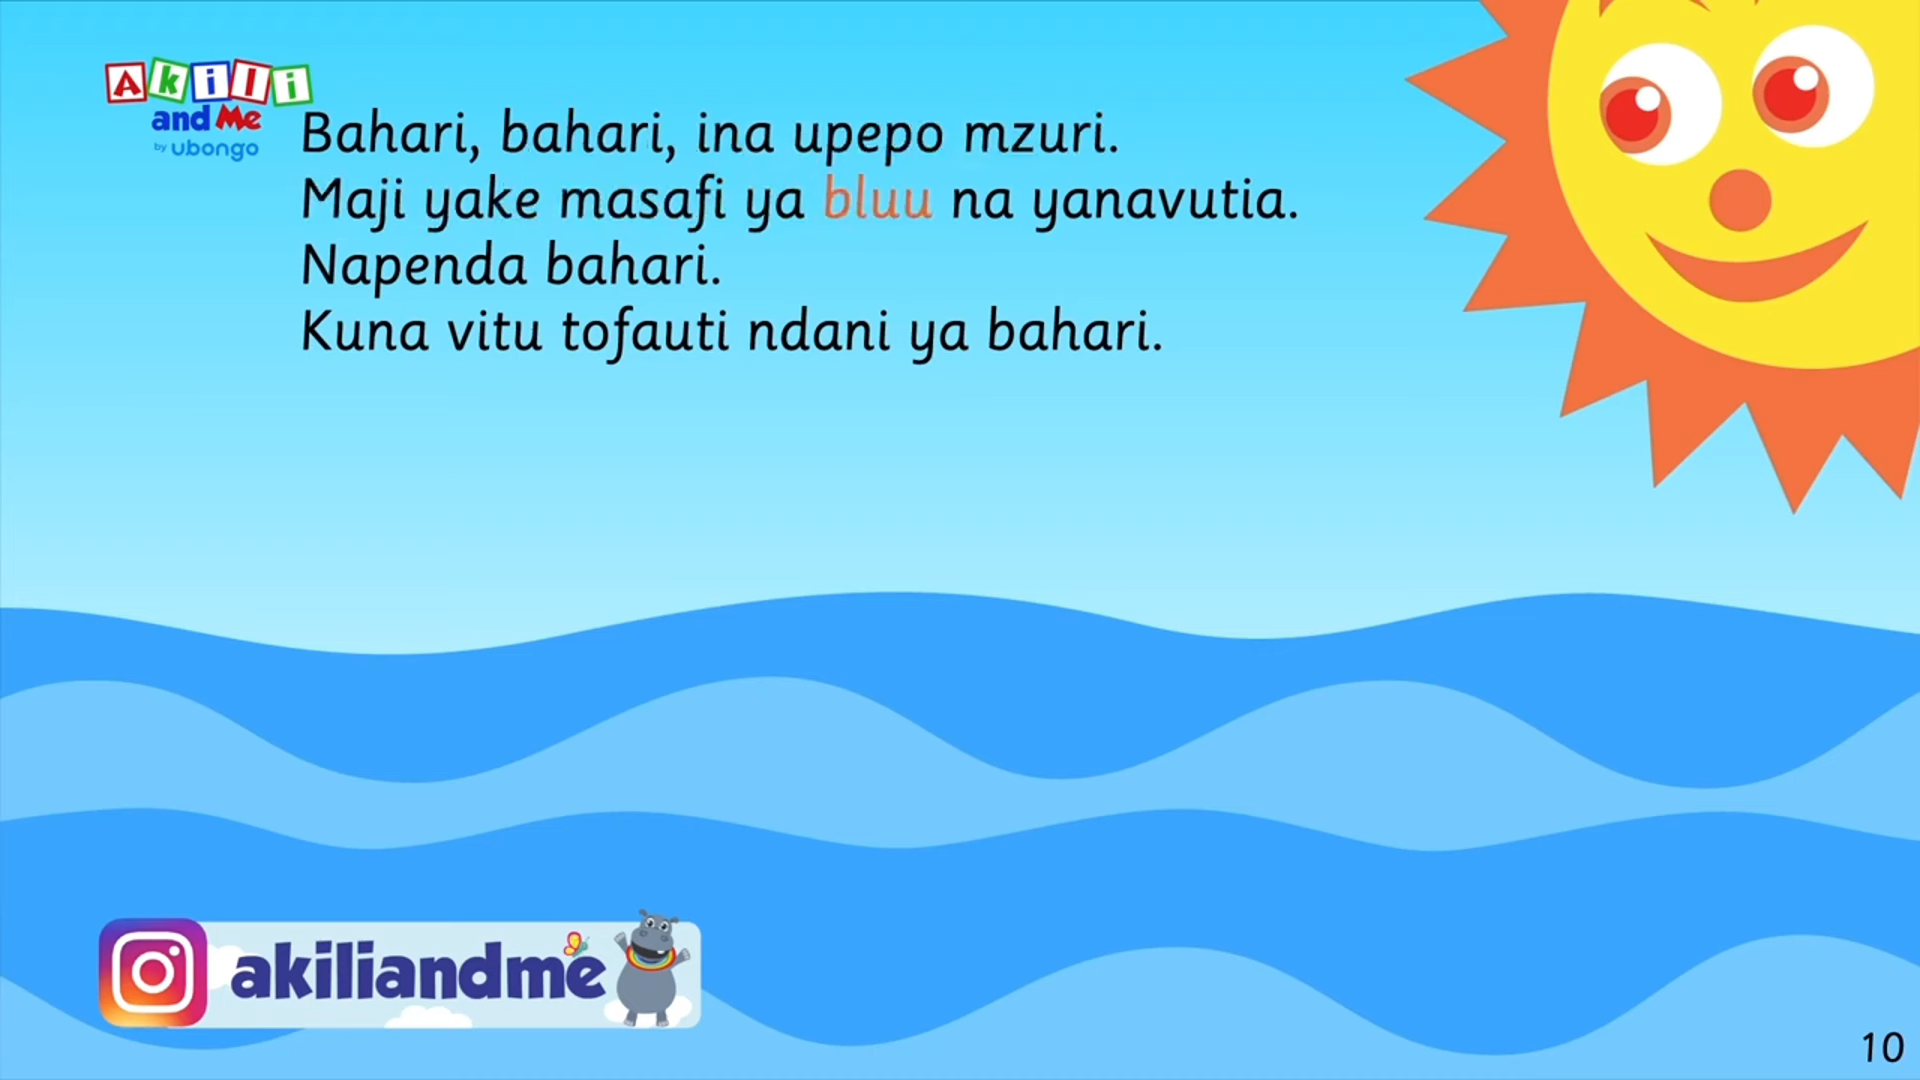 Akili
and Me
by ubongo
Bahari, bahari, ina upepo mzuri.
Maji yake masafi ya bluu na yanavutia.
Napenda bahari.
Kuna vitu tofauti ndani ya bahari.
akiliandme
10